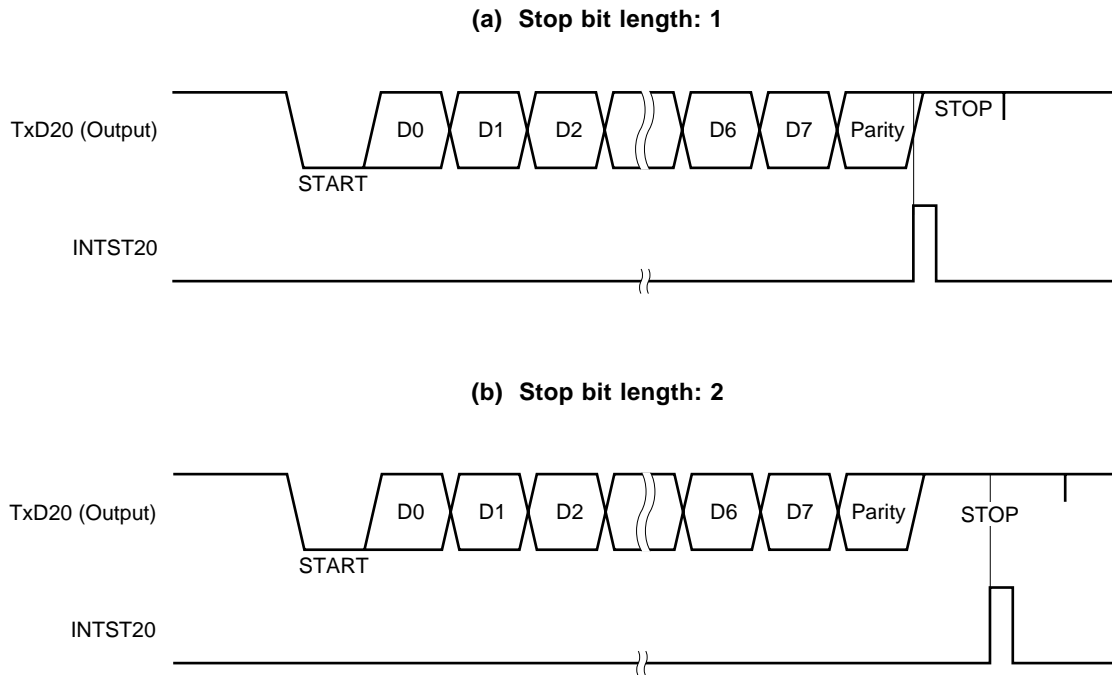 (a) Stop bit length: 1
TxD20 (Output)
D0 D1 D2 D6 D7 Parity STOP
START
INTST20
(b) Stop bit length: 2
TxD20 (Output)
D0 D1 D2 D6 D7 Parity STOP
START
INTST20